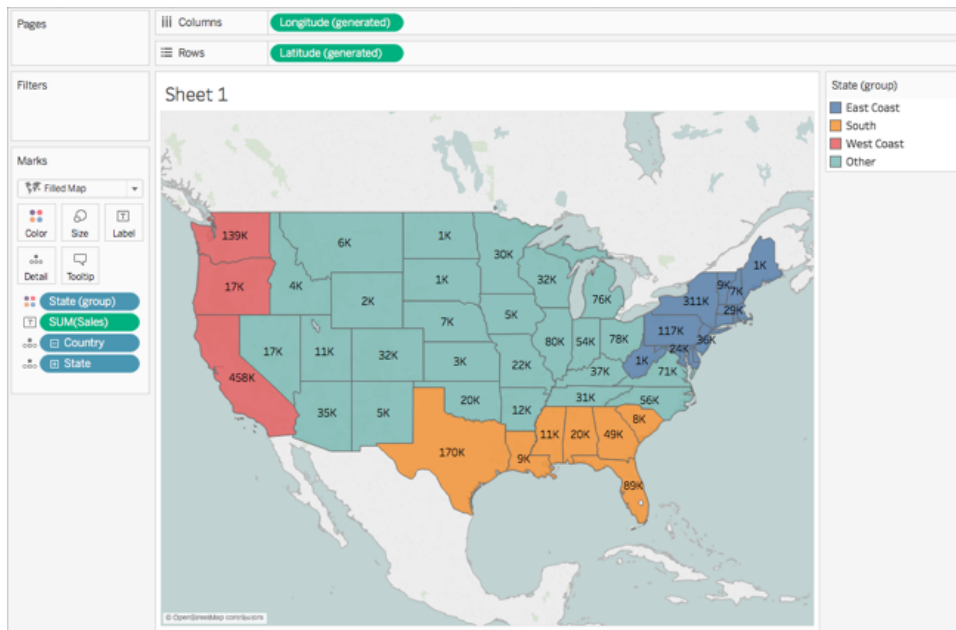 Pages
Columns
Longitude (generated)
Rows
Latitude (generated)
Filters
Sheet 1
State (group)
East Coast
South
West Coast
Other
Marks
Filled Map
Color
Size
Label
Detail
Tooltip
State (group)
SUM(Sales)
Country
State
139K
6K
1K
30K
1K
17K
4K
2K
1K
32K
76K
9K
7K
311K
29K
7K
5K
117K
36K
17K
11K
32K
3K
80K
54K
78K
24K
1K
458K
22K
37K
71K
35K
5K
20K
12K
31K
56K
170K
9K
11K
20K
49K
8K
89K
© OpenStreetMap contributors